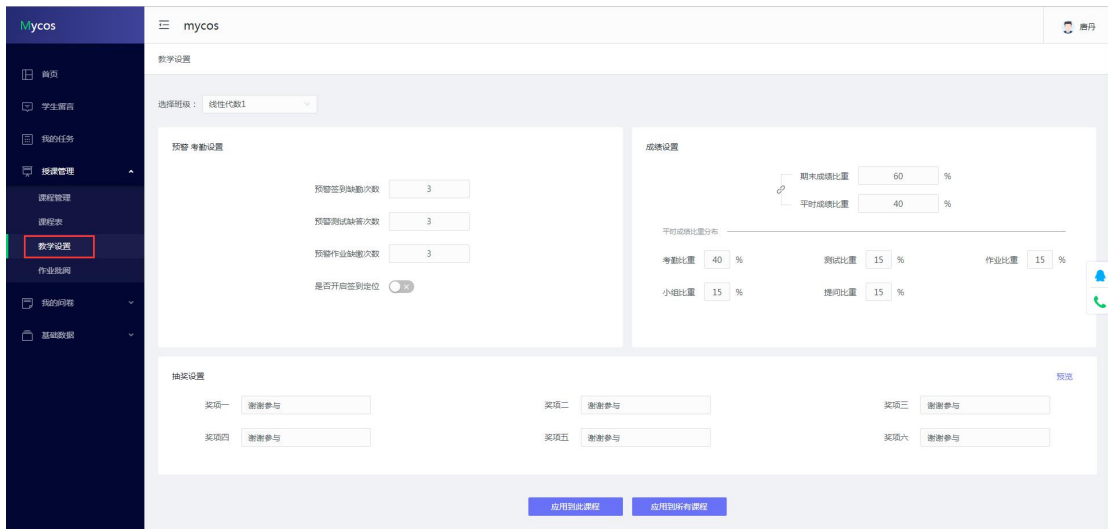 Mycos
mycos
唐丹
首页
学生留言
我的任务
授课管理
课程管理
课程表
教学设置
作业批阅
我的问卷
基础数据
教学设置
选择班级： 线性代数1
预警 考勤设置
预警签到缺勤次数 3
预警测试缺答次数 3
预警作业缺缴次数 3
是否开启签到定位
成绩设置
期末成绩比重 60 %
平时成绩比重 40 %
平时成绩比重分布
考勤比重 40 % 测试比重 15 % 作业比重 15 %
小组比重 15 % 提问比重 15 %
抽奖设置 预览
奖项一 谢谢参与 奖项二 谢谢参与 奖项三 谢谢参与
奖项四 谢谢参与 奖项五 谢谢参与 奖项六 谢谢参与
应用到此课程 应用到所有课程